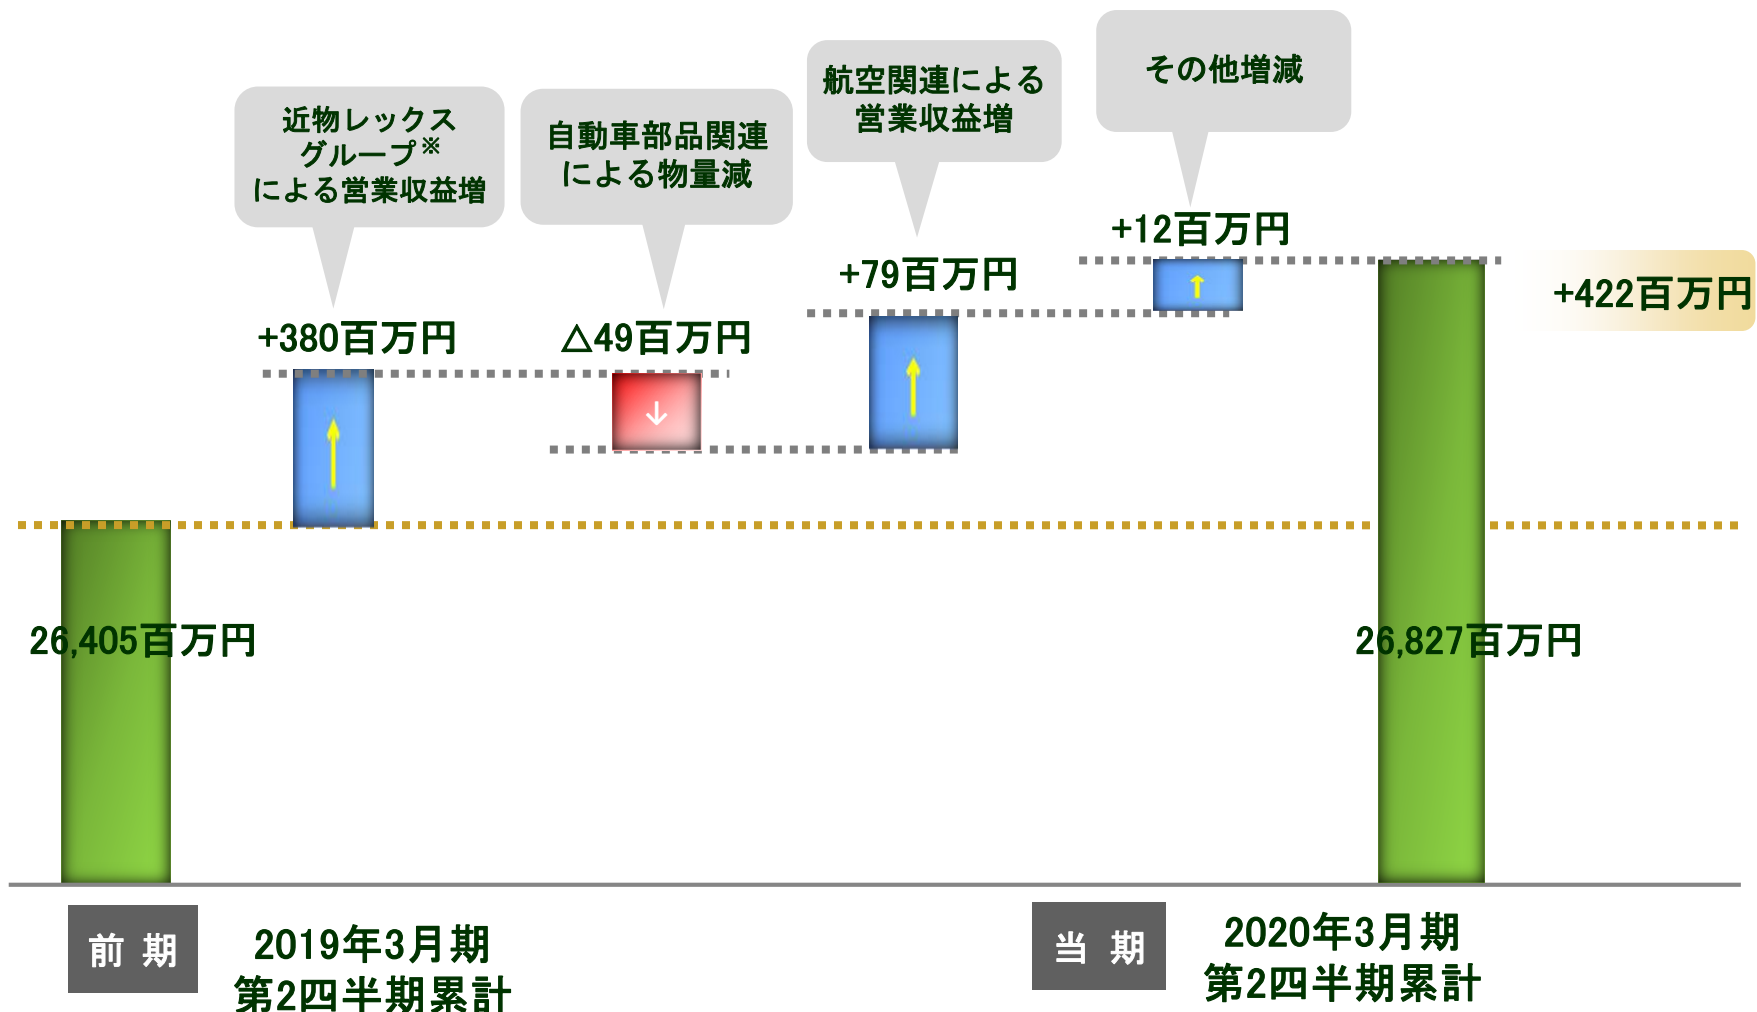 近物レックス
グループ※
による営業収益増
自動車部品関連
による物量減
航空関連による
営業収益増
その他増減
+380百万円
△49百万円
+79百万円
+12百万円
+422百万円
26,405百万円
26,827百万円
前 期
2019年3月期
第2四半期累計
当 期
2020年3月期
第2四半期累計